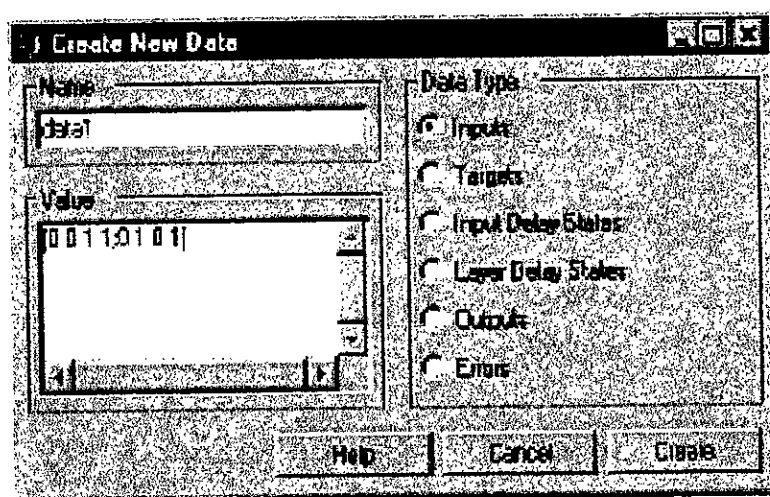 Create New Data
Name
data1
Value
[0 0 1 1;0 1 0 1]
Data Type
Inputs
Targets
Input Delay States
Layer Delay States
Outputs
Errors
Help
Cancel
Create